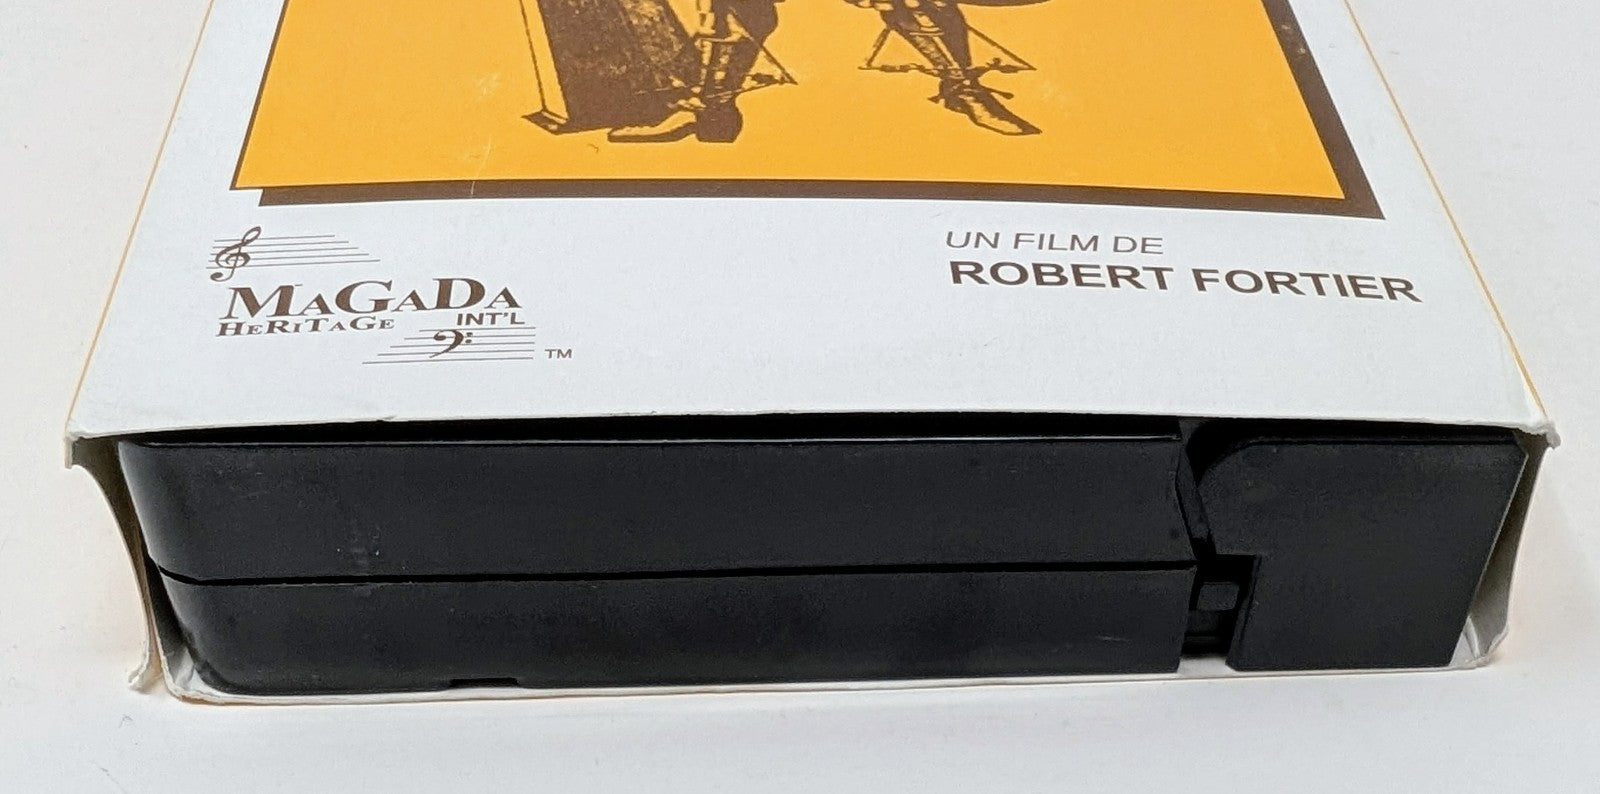 MAGADA
HERITAGE INT'L
TM
UN FILM DE
ROBERT FORTIER